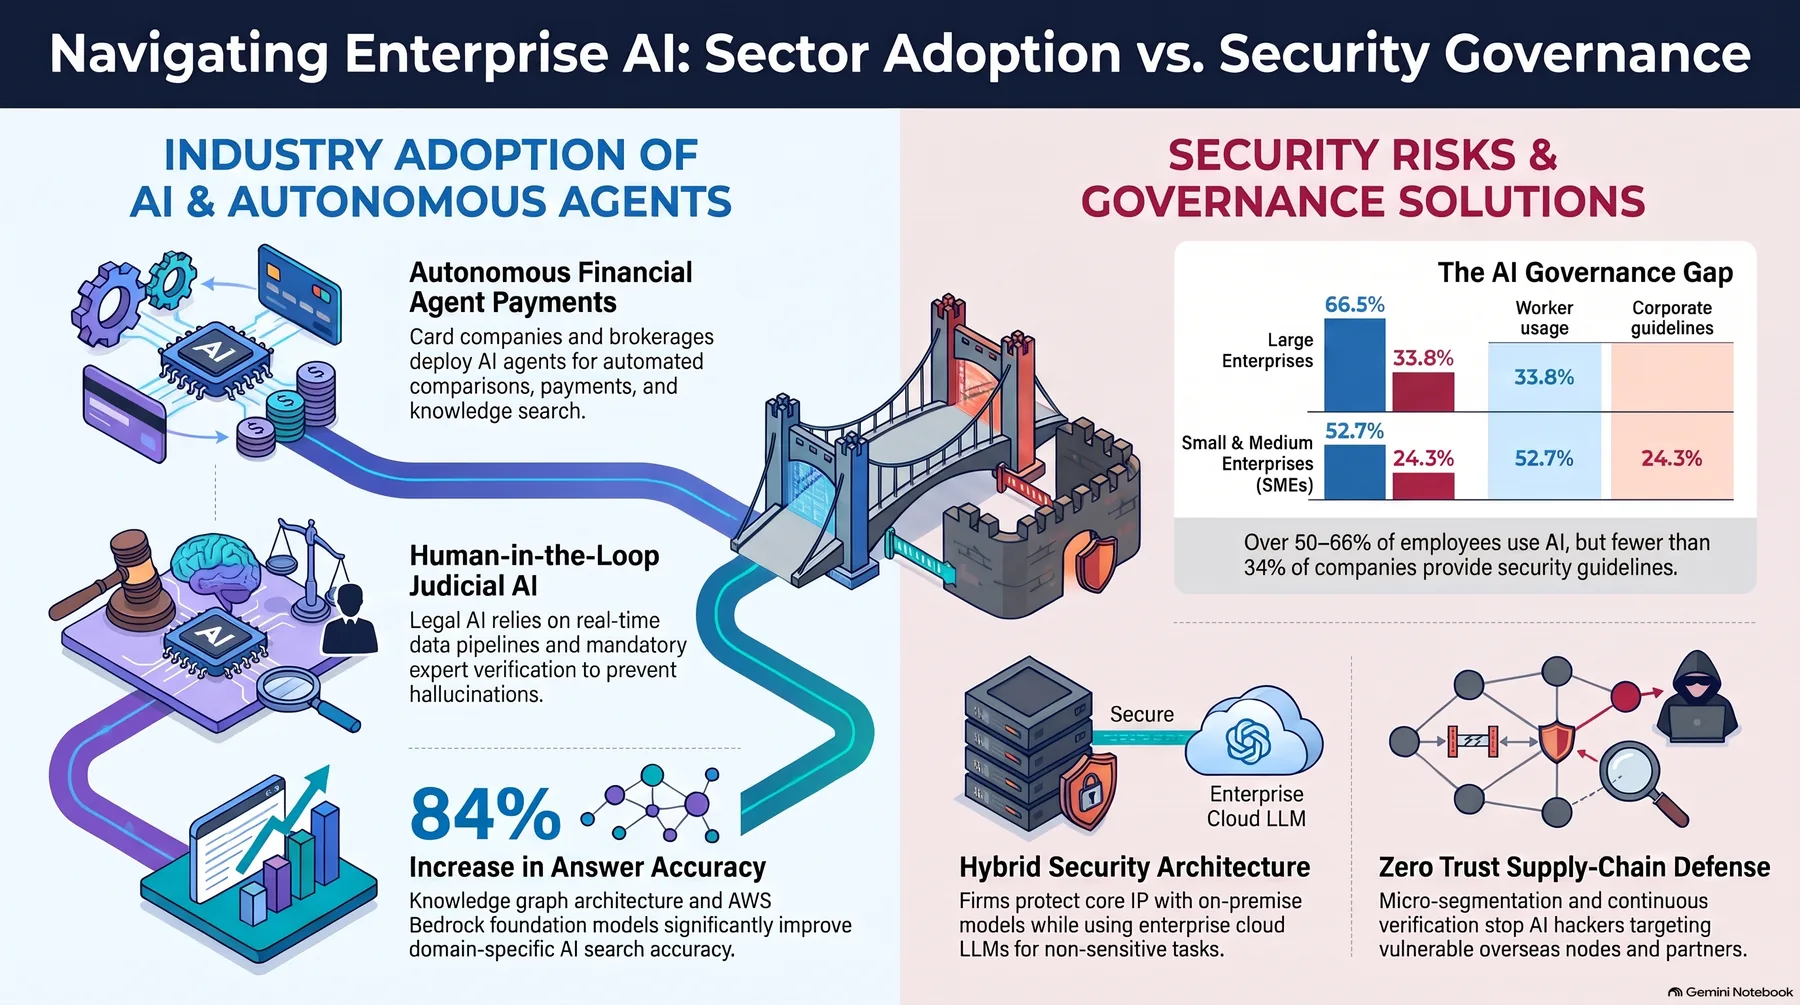 Navigating Enterprise AI: Sector Adoption vs. Security Governance
INDUSTRY ADOPTION OF
AI & AUTONOMOUS AGENTS
AI
Autonomous Financial
Agent Payments
Card companies and brokerages
deploy AI agents for automated
comparisons, payments, and
knowledge search.
AI
Human-in-the-Loop
Judicial AI
Legal AI relies on real-time
data pipelines and mandatory
expert verification to prevent
hallucinations.
84%
Increase in Answer Accuracy
Knowledge graph architecture and AWS
Bedrock foundation models significantly improve
domain-specific AI search accuracy.
SECURITY RISKS &
GOVERNANCE SOLUTIONS
The AI Governance Gap
Worker
usage
Corporate
guidelines
Large
Enterprises
66.5%
33.8%
33.8%
Small & Medium
Enterprises
(SMEs)
52.7%
24.3%
52.7%
24.3%
Over 50–66% of employees use AI, but fewer than
34% of companies provide security guidelines.
Secure
Enterprise
Cloud LLM
Hybrid Security Architecture
Firms protect core IP with on-premise
models while using enterprise cloud
LLMs for non-sensitive tasks.
Zero Trust Supply-Chain Defense
Micro-segmentation and continuous
verification stop AI hackers targeting
vulnerable overseas nodes and partners.
Gemini Notebook